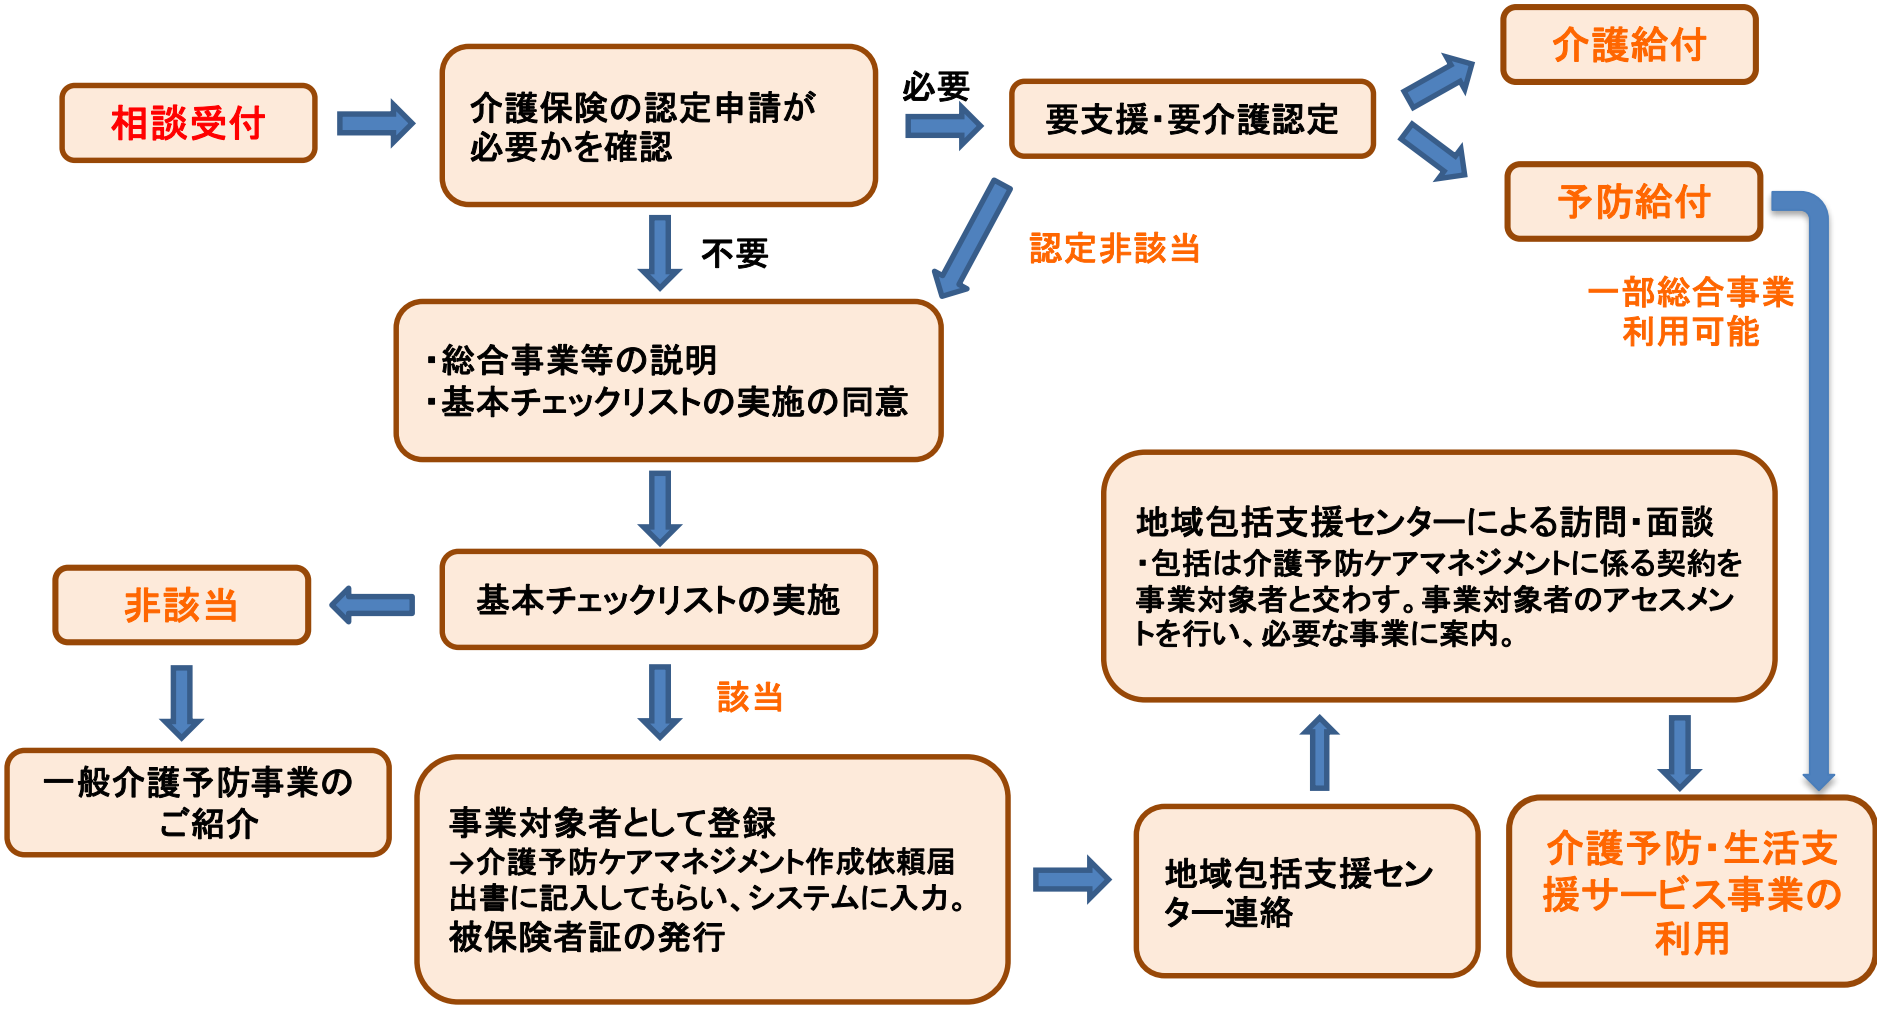 相談受付
介護保険の認定申請が
必要かを確認
必要
要支援・要介護認定
介護給付
予防給付
不要
認定非該当
一部総合事業
利用可能
・総合事業等の説明
・基本チェックリストの実施の同意
基本チェックリストの実施
非該当
該当
一般介護予防事業の
ご紹介
事業対象者として登録
→介護予防ケアマネジメント作成依頼届
出書に記入してもらい、システムに入力。
被保険者証の発行
地域包括支援セン
ター連絡
地域包括支援センターによる訪問・面談
・包括は介護予防ケアマネジメントに係る契約を
事業対象者と交わす。事業対象者のアセスメン
トを行い、必要な事業に案内。
介護予防・生活支
援サービス事業の
利用